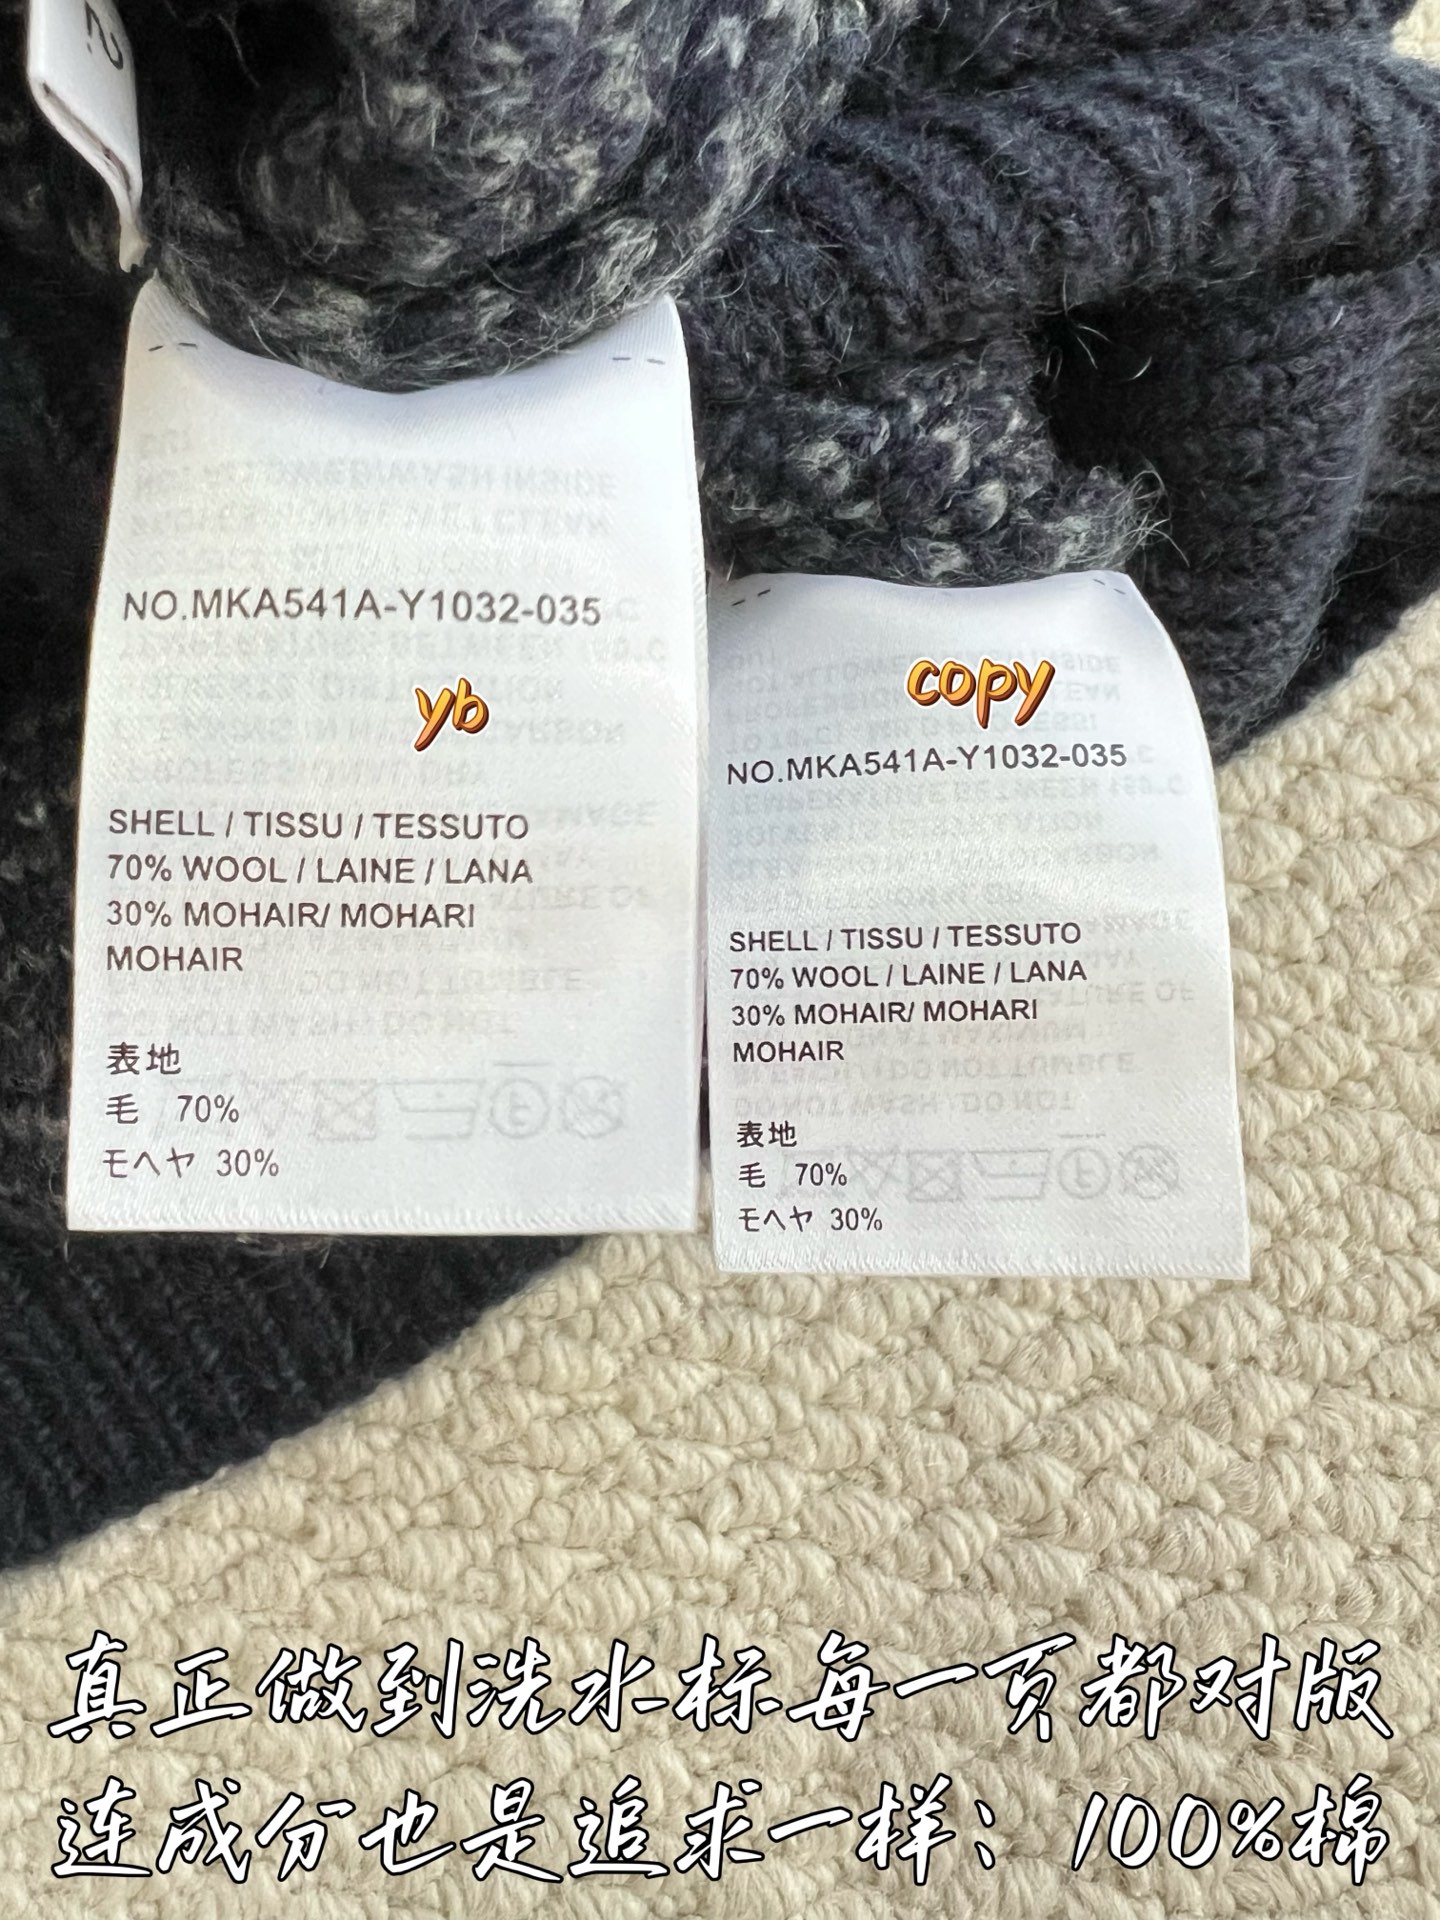 NO.MKA541A-Y1032-035
yb
SHELL / TISSU / TESSUTO
70% WOOL / LAINE / LANA
30% MOHAIR/ MOHARI
MOHAIR
表地
毛 70%
モヘヤ 30%
copy
NO.MKA541A-Y1032-035
SHELL / TISSU / TESSUTO
70% WOOL / LAINE / LANA
30% MOHAIR/ MOHARI
MOHAIR
表地
毛 70%
モヘヤ 30%
真正做到洗水标每一页都对版
连成分也是追求一样：100%棉